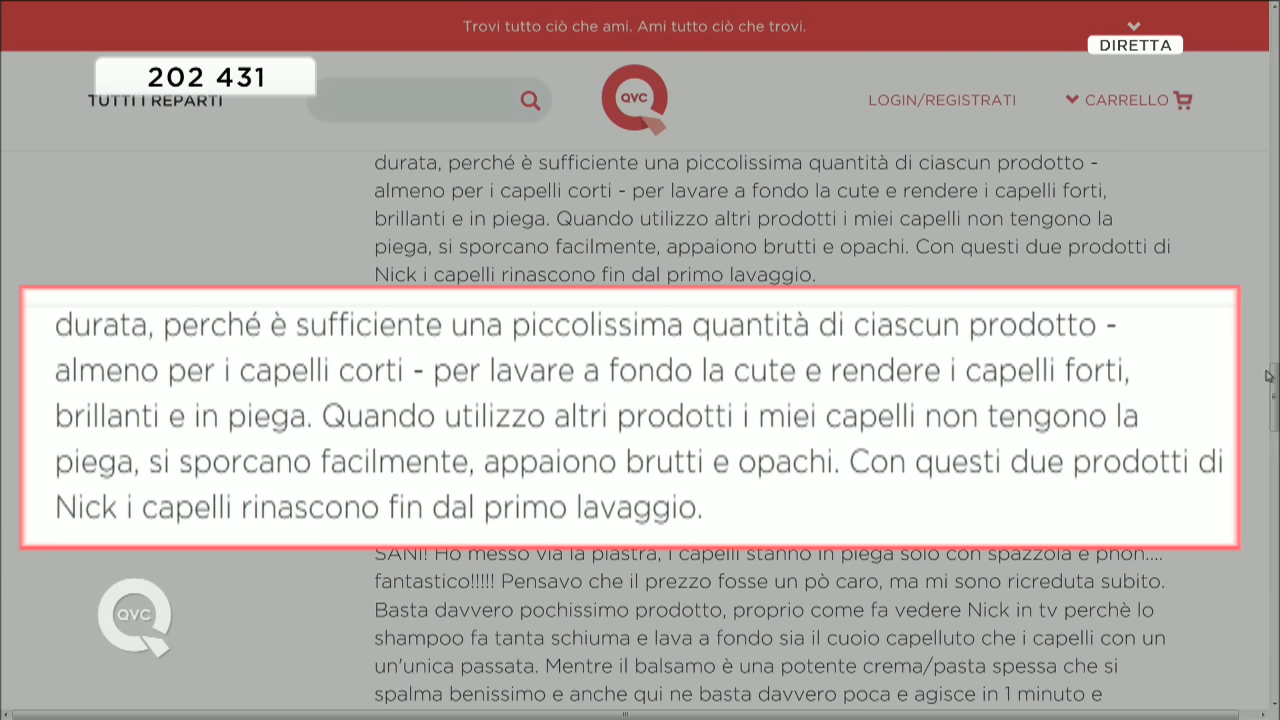 Trovi tutto ciò che ami. Ami tutto ciò che trovi.
DIRETTA
202 431
TUTTI I REPARTI
QVC
LOGIN/REGISTRATI
CARRELLO
durata, perché è sufficiente una piccolissima quantità di ciascun prodotto -
almeno per i capelli corti - per lavare a fondo la cute e rendere i capelli forti,
brillanti e in piega. Quando utilizzo altri prodotti i miei capelli non tengono la
piega, si sporcano facilmente, appaiono brutti e opachi. Con questi due prodotti di
Nick i capelli rinascono fin dal primo lavaggio.
durata, perché è sufficiente una piccolissima quantità di ciascun prodotto -
almeno per i capelli corti - per lavare a fondo la cute e rendere i capelli forti,
brillanti e in piega. Quando utilizzo altri prodotti i miei capelli non tengono la
piega, si sporcano facilmente, appaiono brutti e opachi. Con questi due prodotti di
Nick i capelli rinascono fin dal primo lavaggio.
SANI! Ho messo via la piastra, i capelli stanno in piega solo con spazzola e phon....
fantastico!!!!! Pensavo che il prezzo fosse un pò caro, ma mi sono ricreduta subito.
Basta davvero pochissimo prodotto, proprio come fa vedere Nick in tv perchè lo
shampoo fa tanta schiuma e lava a fondo sia il cuoio capelluto che i capelli con un
un'unica passata. Mentre il balsamo è una potente crema/pasta spessa che si
spalma benissimo e anche qui ne basta davvero poca e agisce in 1 minuto e
QVC